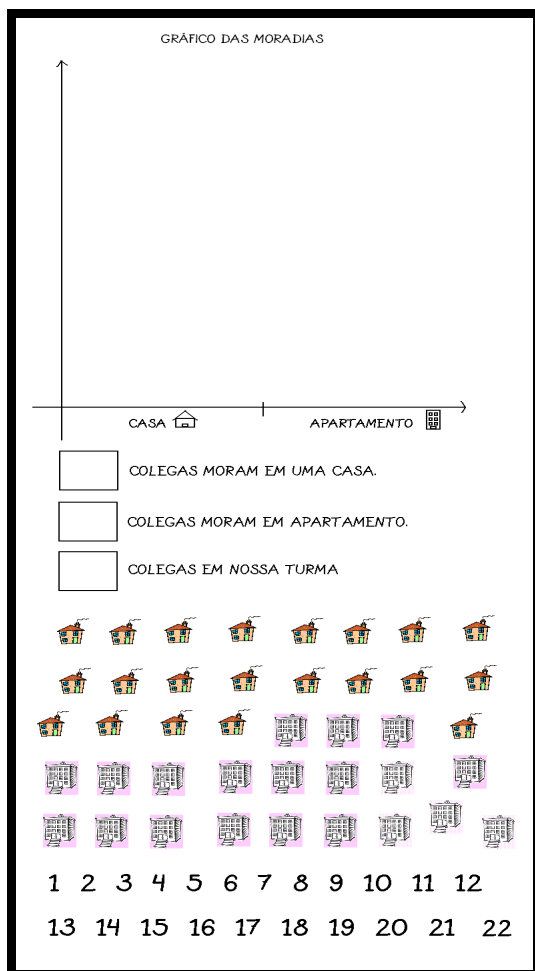 GRÁFICO DAS MORADIAS
CASA APARTAMENTO
COLEGAS MORAM EM UMA CASA.
COLEGAS MORAM EM APARTAMENTO.
COLEGAS EM NOSSA TURMA
1 2 3 4 5 6 7 8 9 10 11 12
13 14 15 16 17 18 19 20 21 22